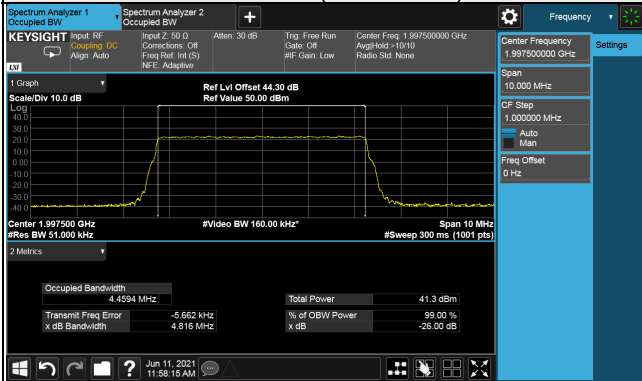 Spectrum Analyzer 1
Occupied BW
Spectrum Analyzer 2
Occupied BW
Frequency
KEYSIGHT
Input: RF
Coupling: DC
Align: Auto
Input Z: 50 Ω
Corrections: Off
Freq Ref: Int (S)
NFE: Adaptive
Atten: 30 dB
Trig: Free Run
Gate: Off
#IF Gain: Low
Center Freq: 1.997500000 GHz
Avg|Hold:>10/10
Radio Std: None
LXI
Center Frequency
1.997500000 GHz
Settings
Span
10.000 MHz
CF Step
1.000000 MHz
Auto
Man
Freq Offset
0 Hz
1 Graph
Scale/Div 10.0 dB
Ref Lvl Offset 44.30 dB
Ref Value 50.00 dBm
Log
40.0
30.0
20.0
10.0
0.00
-10.0
-20.0
-30.0
-40.0
Center 1.997500 GHz
#Res BW 51.000 kHz
#Video BW 160.00 kHz*
Span 10 MHz
#Sweep 300 ms (1001 pts)
2 Metrics
Occupied Bandwidth
4.4594 MHz
Total Power 41.3 dBm
Transmit Freq Error -5.662 kHz
% of OBW Power 99.00 %
x dB Bandwidth 4.816 MHz
x dB -26.00 dB
?
Jun 11, 2021
11:58:15 AM